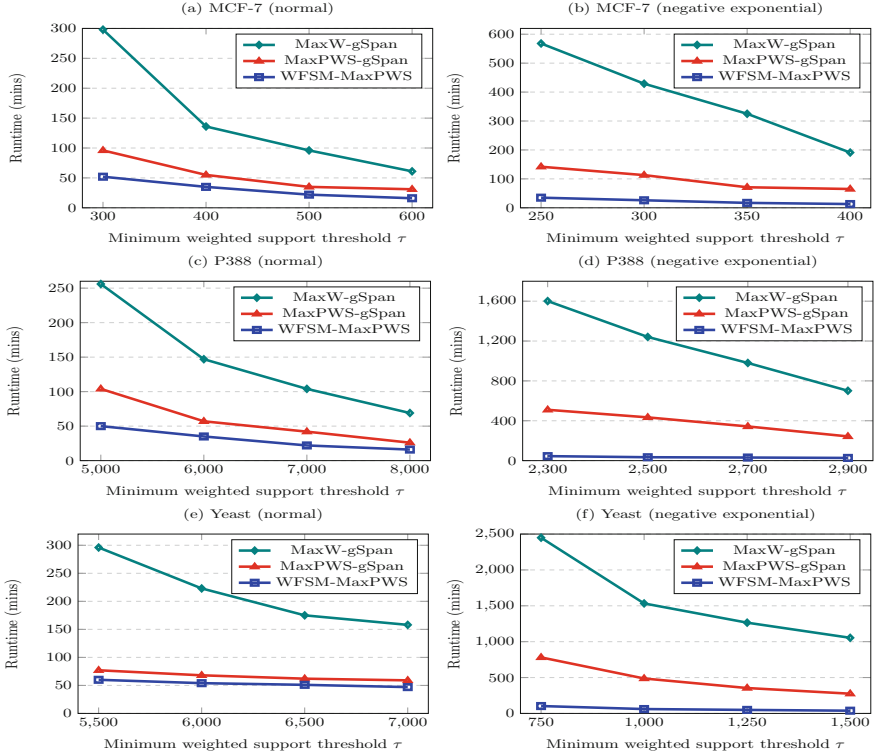 (a) MCF-7 (normal)
300
250
200
150
100
50
0
Runtime (mins)
MaxW-gSpan
MaxPWS-gSpan
WFSM-MaxPWS
300 400 500 600
Minimum weighted support threshold τ
(b) MCF-7 (negative exponential)
600
500
400
300
200
100
0
Runtime (mins)
MaxW-gSpan
MaxPWS-gSpan
WFSM-MaxPWS
250 300 350 400
Minimum weighted support threshold τ
(c) P388 (normal)
250
200
150
100
50
0
Runtime (mins)
MaxW-gSpan
MaxPWS-gSpan
WFSM-MaxPWS
5,000 6,000 7,000 8,000
Minimum weighted support threshold τ
(d) P388 (negative exponential)
1,600
1,200
800
400
0
Runtime (mins)
MaxW-gSpan
MaxPWS-gSpan
WFSM-MaxPWS
2,300 2,500 2,700 2,900
Minimum weighted support threshold τ
(e) Yeast (normal)
300
250
200
150
100
50
0
Runtime (mins)
MaxW-gSpan
MaxPWS-gSpan
WFSM-MaxPWS
5,500 6,000 6,500 7,000
Minimum weighted support threshold τ
(f) Yeast (negative exponential)
2,500
2,000
1,500
1,000
500
0
Runtime (mins)
MaxW-gSpan
MaxPWS-gSpan
WFSM-MaxPWS
750 1,000 1,250 1,500
Minimum weighted support threshold τ